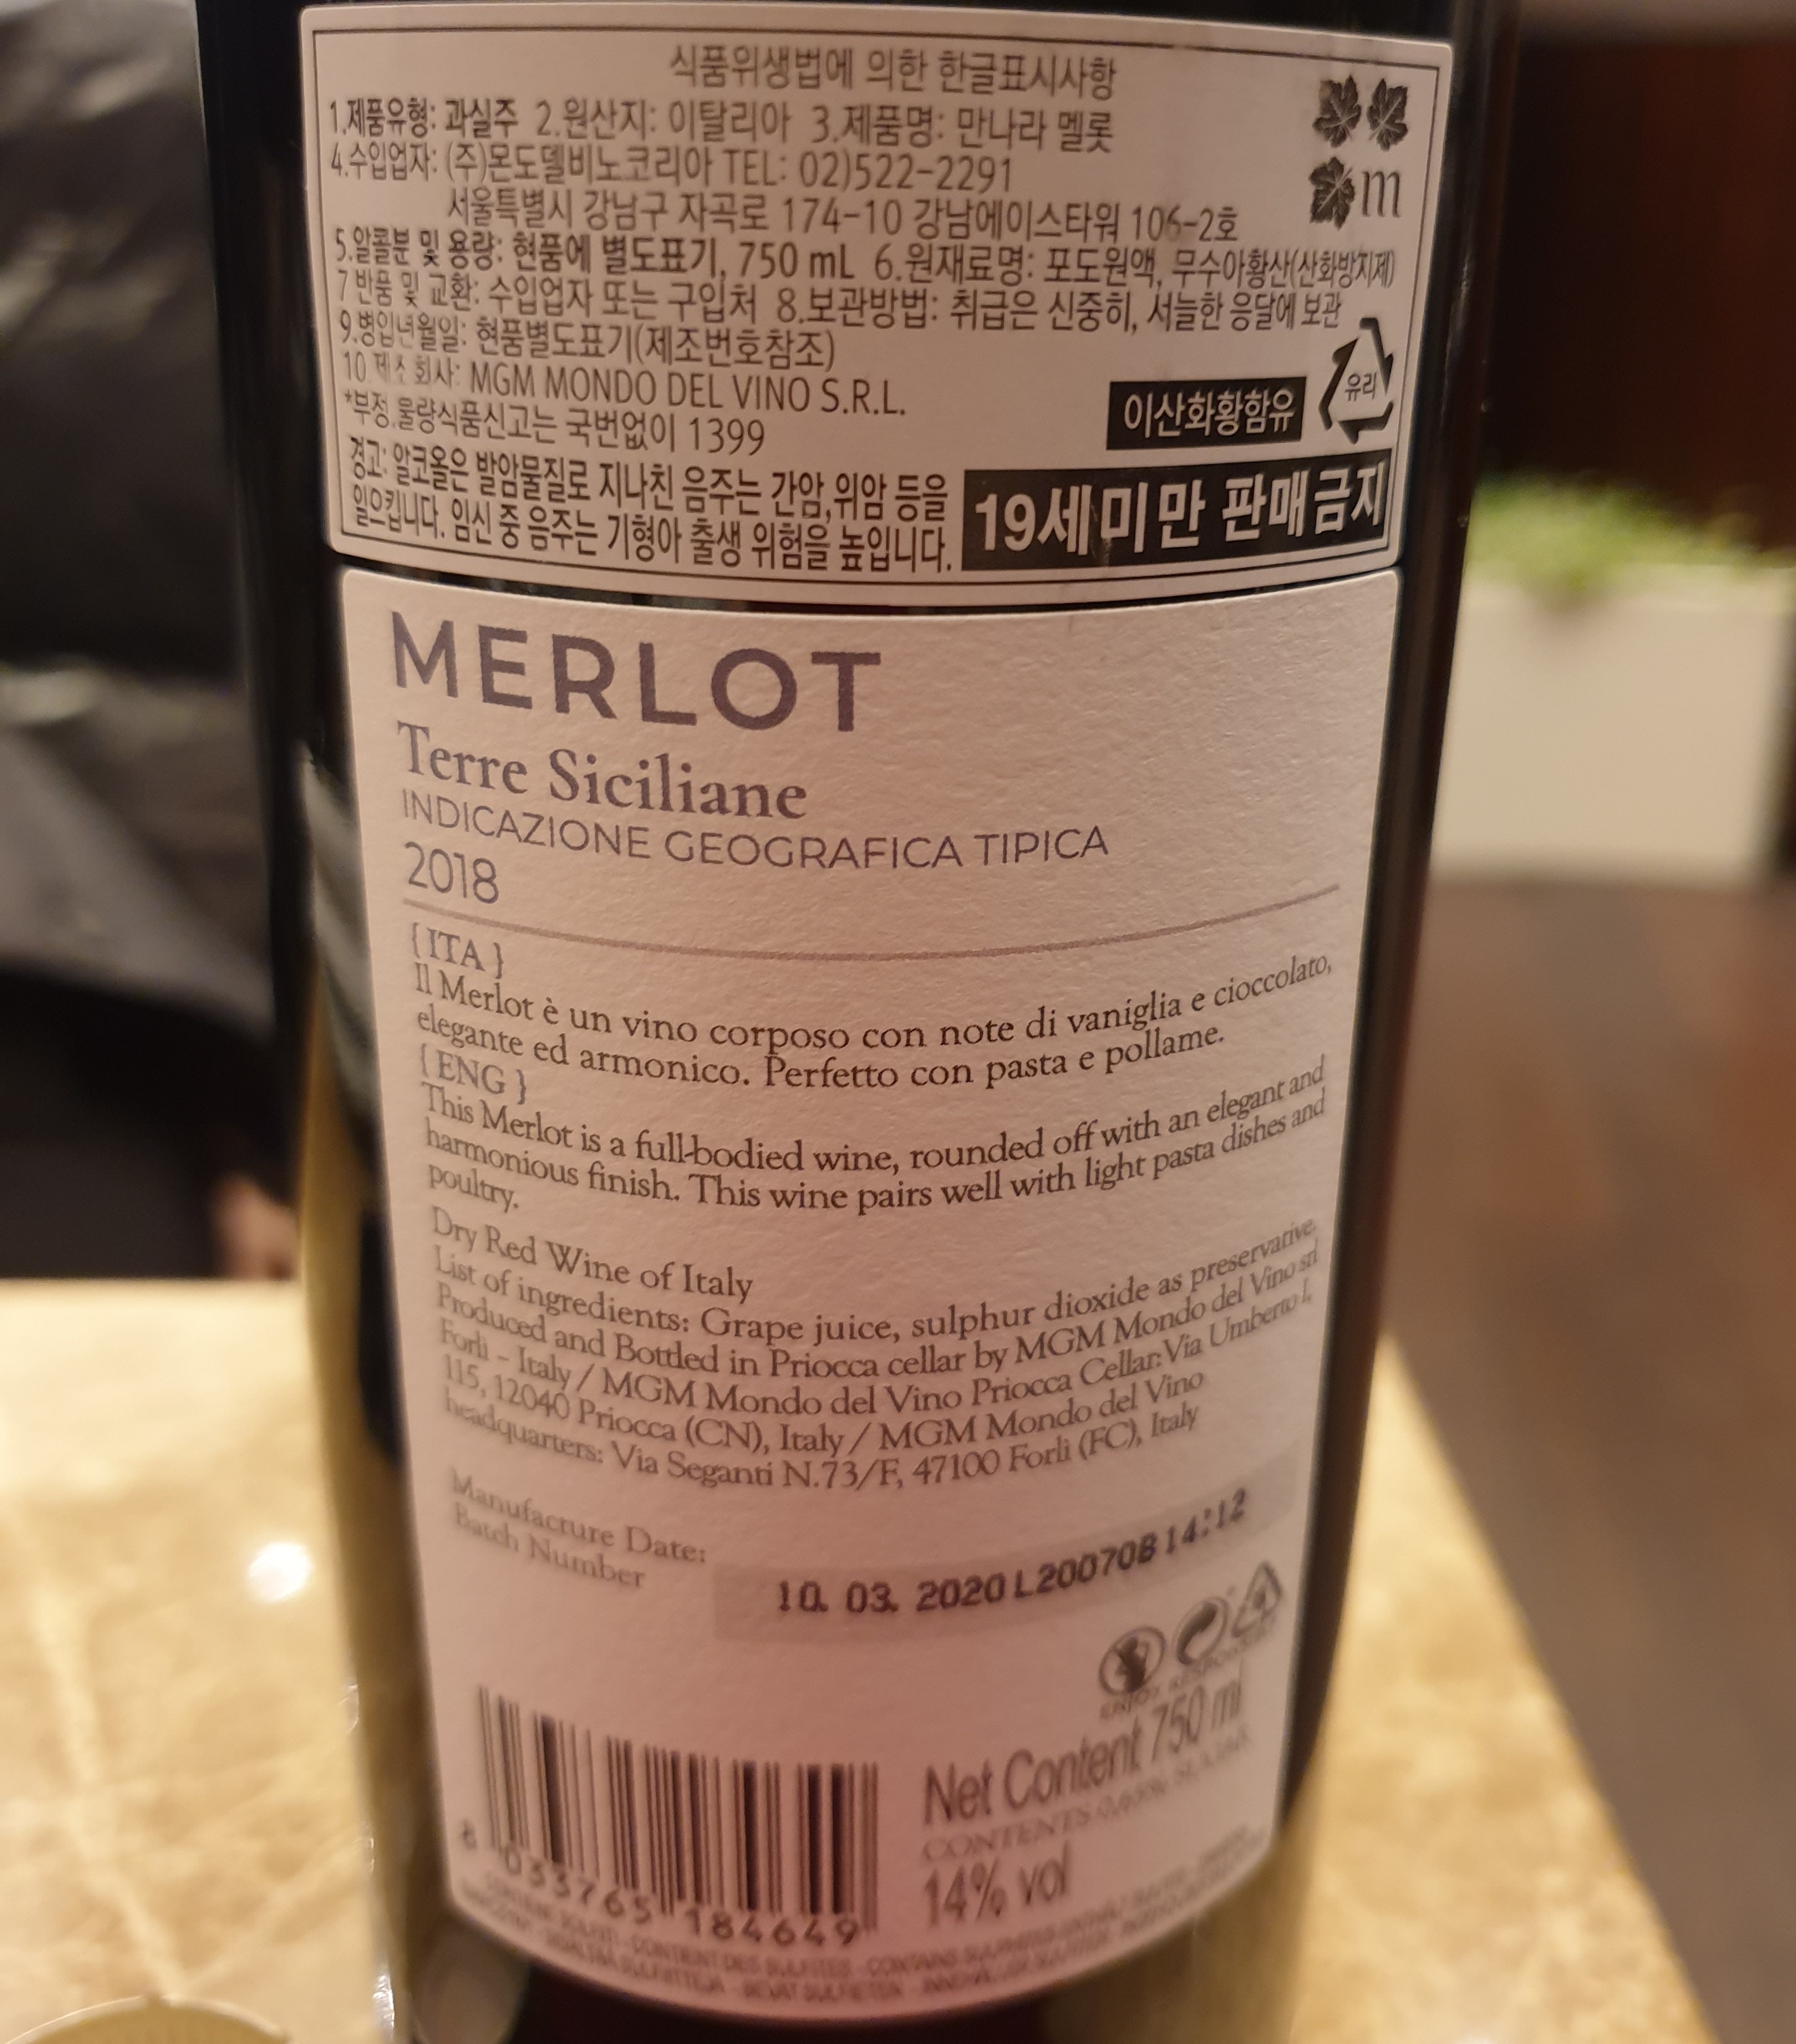 식품위생법에 의한 한글표시사항
1.제품유형: 과실주 2.원산지: 이탈리아 3.제품명: 만나라 멜롯
4.수입업자: (주)몬도델비노코리아 TEL: 02)522-2291
서울특별시 강남구 자곡로 174-10 강남에이스타워 106-2호
5.알콜분 및 용량: 현품에 별도표기, 750 mL 6.원재료명: 포도원액, 무수아황산(산화방지제)
7 반품 및 교환: 수입업자 또는 구입처 8.보관방법: 취급은 신중히, 서늘한 응달에 보관
9.병입년월일: 현품별도표기(제조번호참조)
10.제조회사: MGM MONDO DEL VINO S.R.L.
*부정.불량식품신고는 국번없이 1399
이산화황함유
유리
m
경고: 알코올은 발암물질로 지나친 음주는 간암,위암 등을
일으킵니다. 임신 중 음주는 기형아 출생 위험을 높입니다.
19세미만 판매금지
MERLOT
Terre Siciliane
INDICAZIONE GEOGRAFICA TIPICA
2018
{ITA}
Il Merlot è un vino corposo con note di vaniglia e cioccolato,
elegante ed armonico. Perfetto con pasta e pollame.
{ENG}
This Merlot is a full-bodied wine, rounded off with an elegant and
harmonious finish. This wine pairs well with light pasta dishes and
poultry.
Dry Red Wine of Italy
List of ingredients: Grape juice, sulphur dioxide as preservative.
Produced and Bottled in Priocca cellar by MGM Mondo del Vino srl
Forlì - Italy / MGM Mondo del Vino Priocca Cellar: Via Umberto I,
115, 12040 Priocca (CN), Italy / MGM Mondo del Vino
headquarters: Via Seganti N.73/F, 47100 Forlì (FC), Italy
Manufacture Date:
Batch Number
10. 03. 2020 L20070B 14:12
ENJOY RESPONSIBLY
Net Content 750 ml
14% vol
8 033765 184649
CONTIENT DES SULFITES - CONTAINS